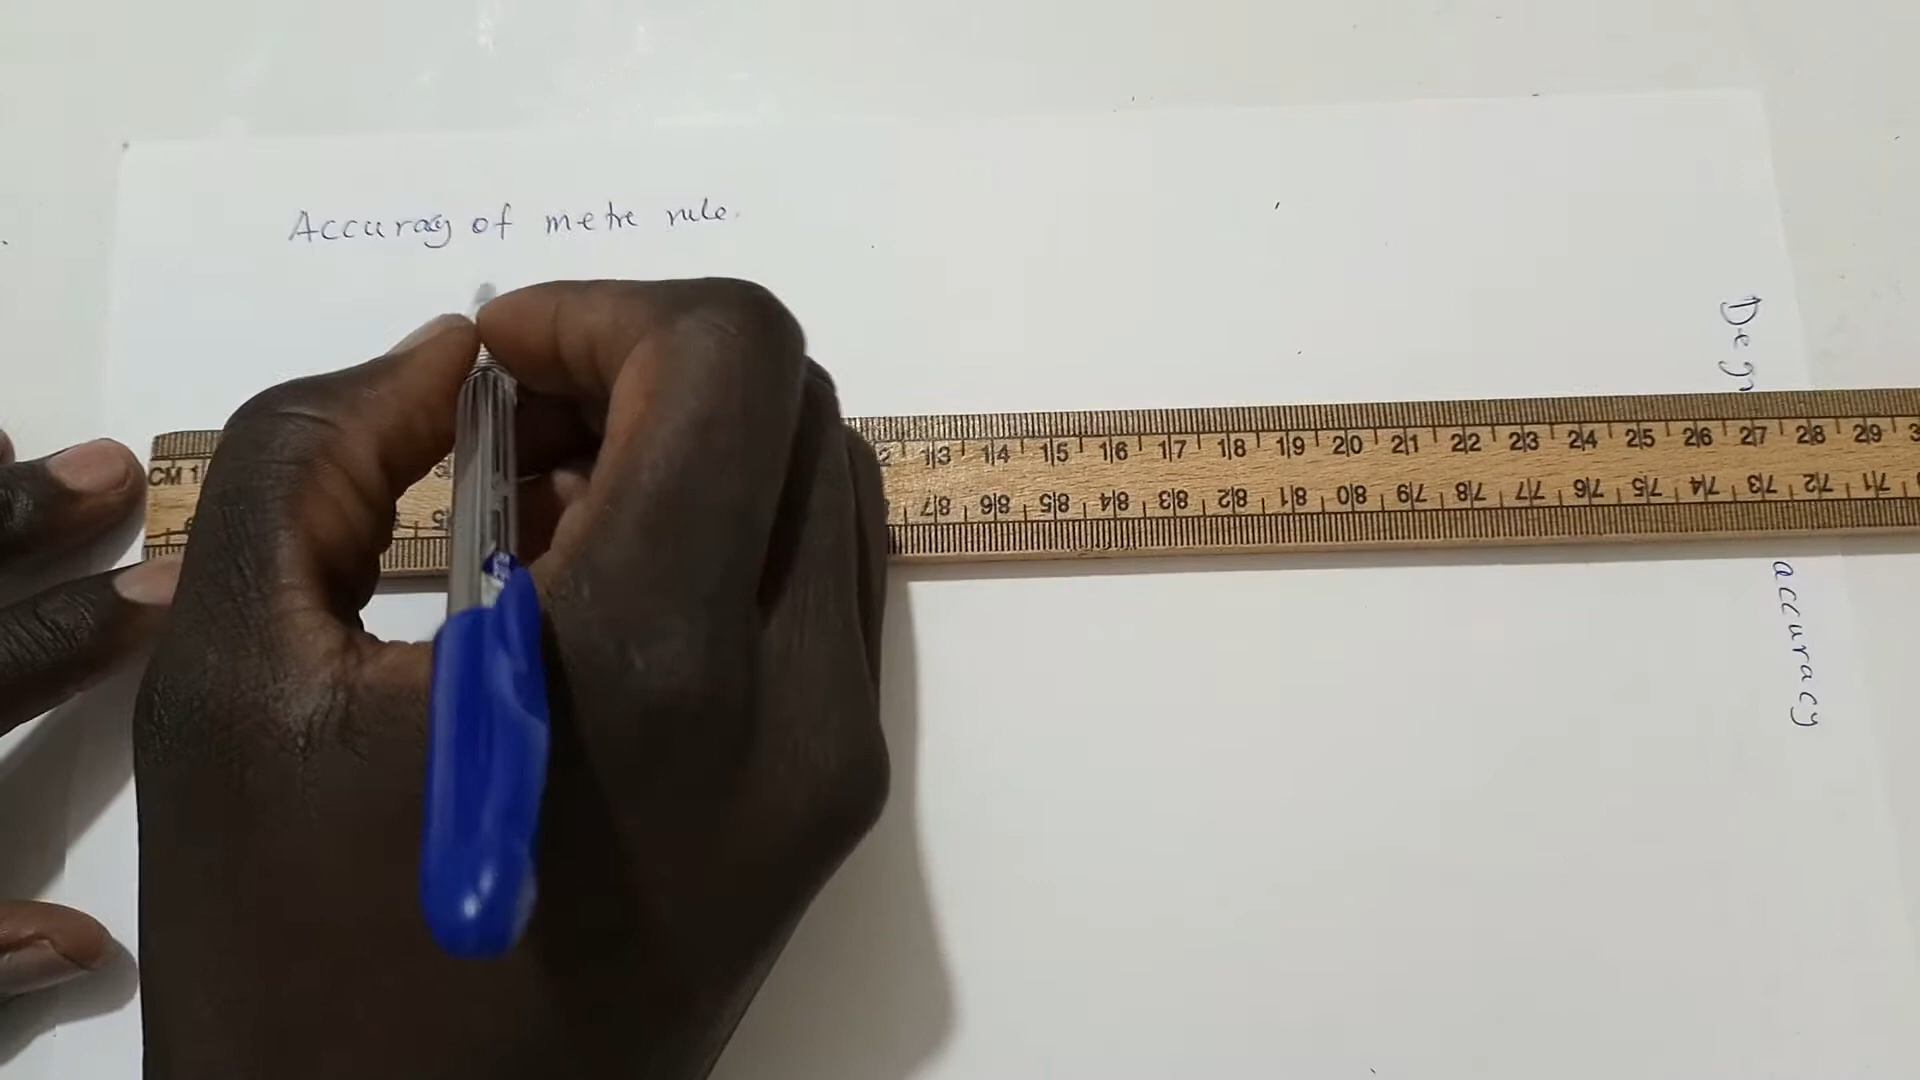 Accuracy of metre rule.
Deg
accuracy
CM 1 13 14 15 16 17 18 19 20 21 22 23 24 25 26 27 28 29
87 86 85 84 83 82 81 80 79 78 77 76 75 74 73 72 71